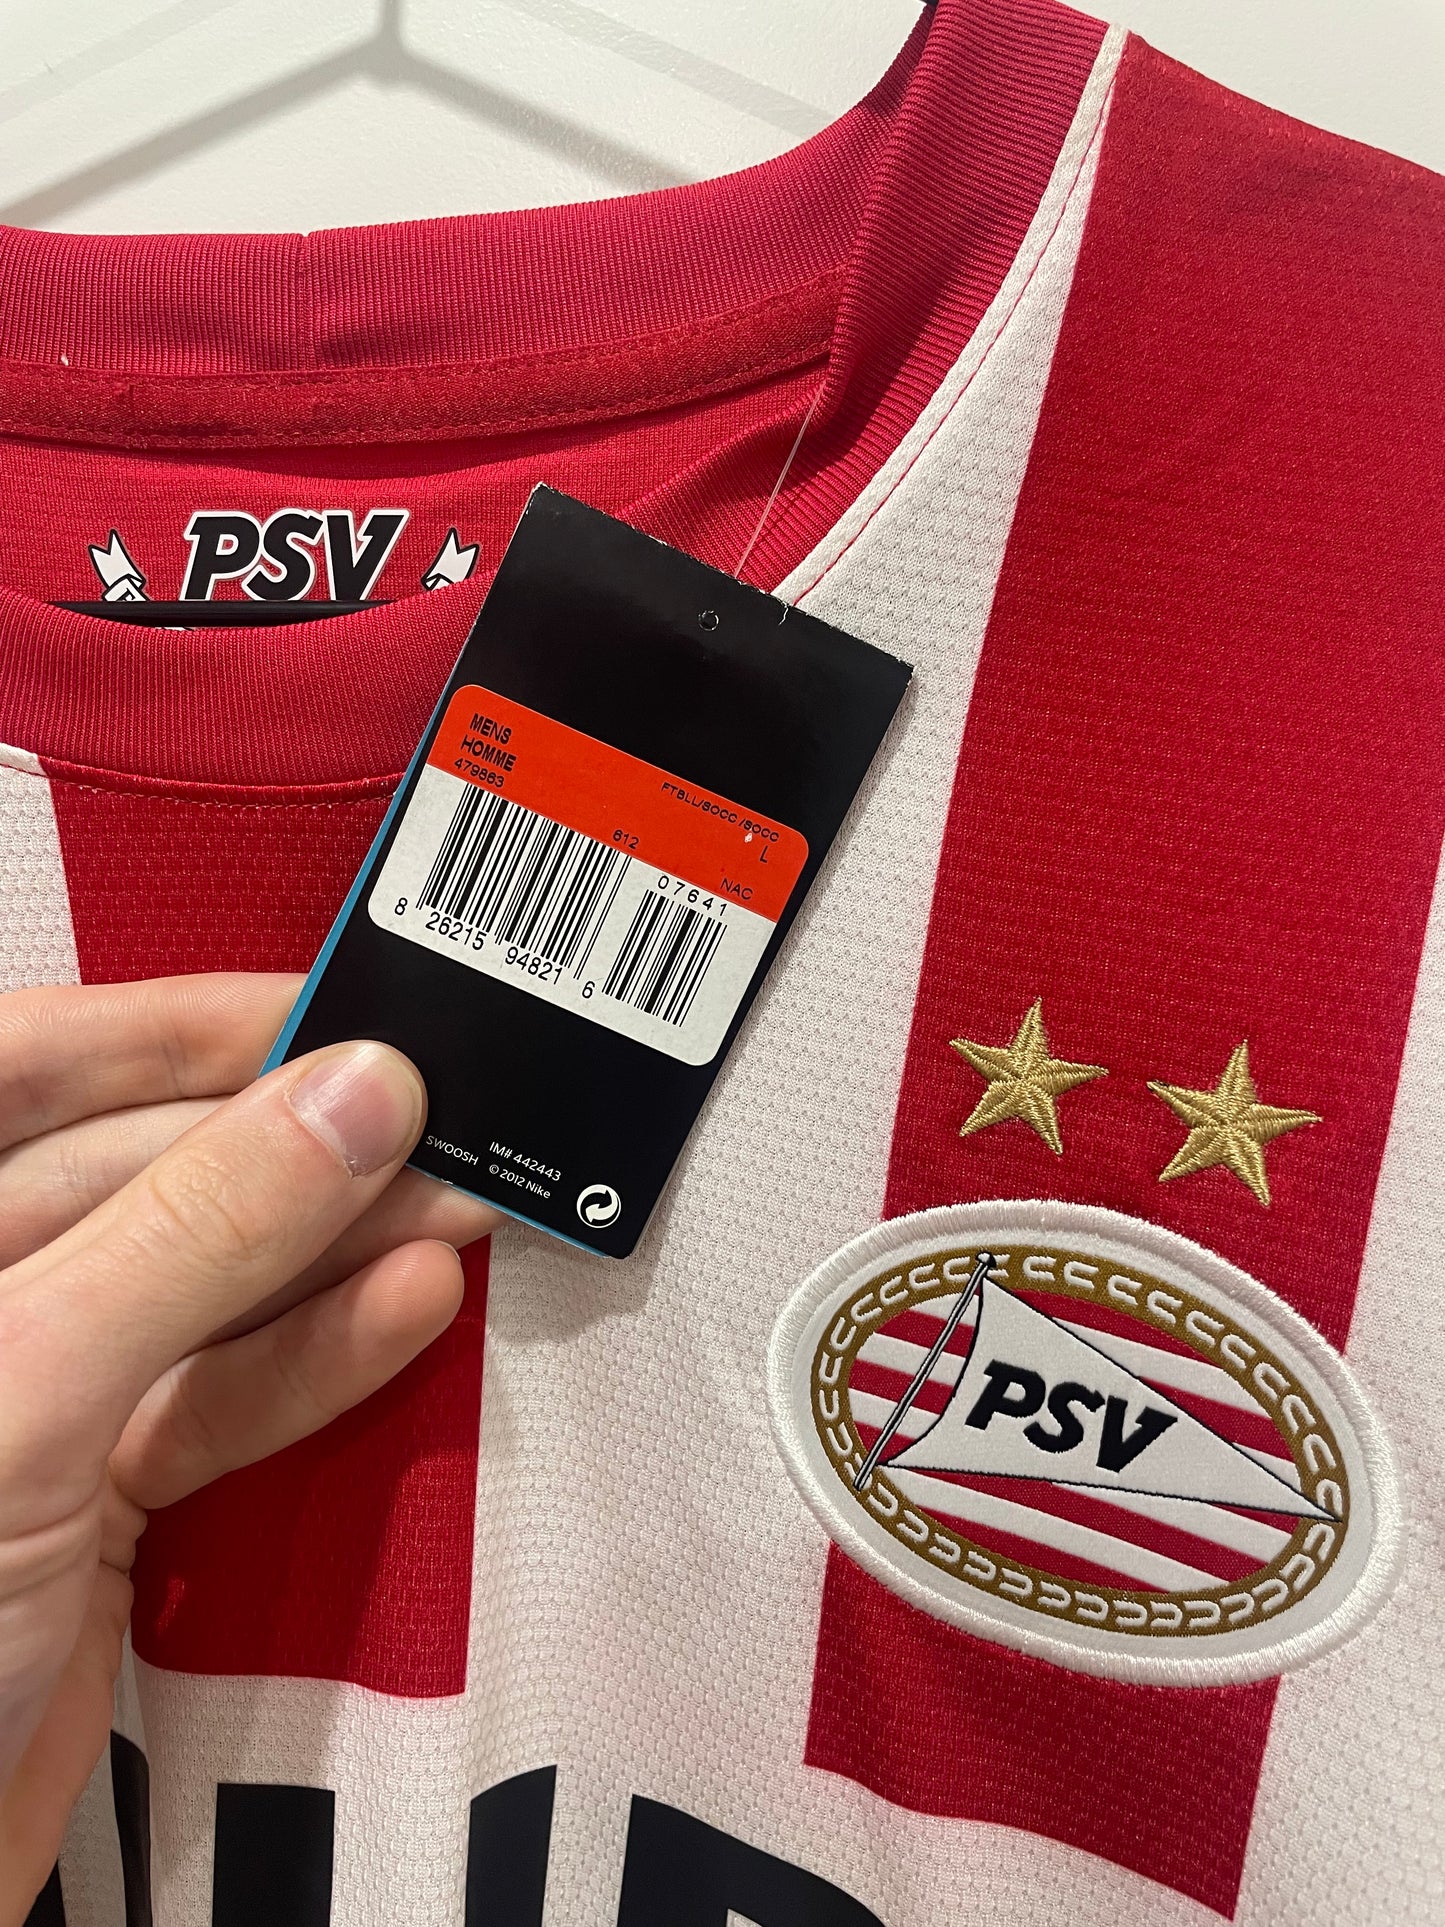 PSV
MENS
HOMME
479863
FTBLL/SOCC /SOCC
612
L
NAC
07641
8 26215 94821 6
SWOOSH
IM# 442443
© 2012 Nike
PSV